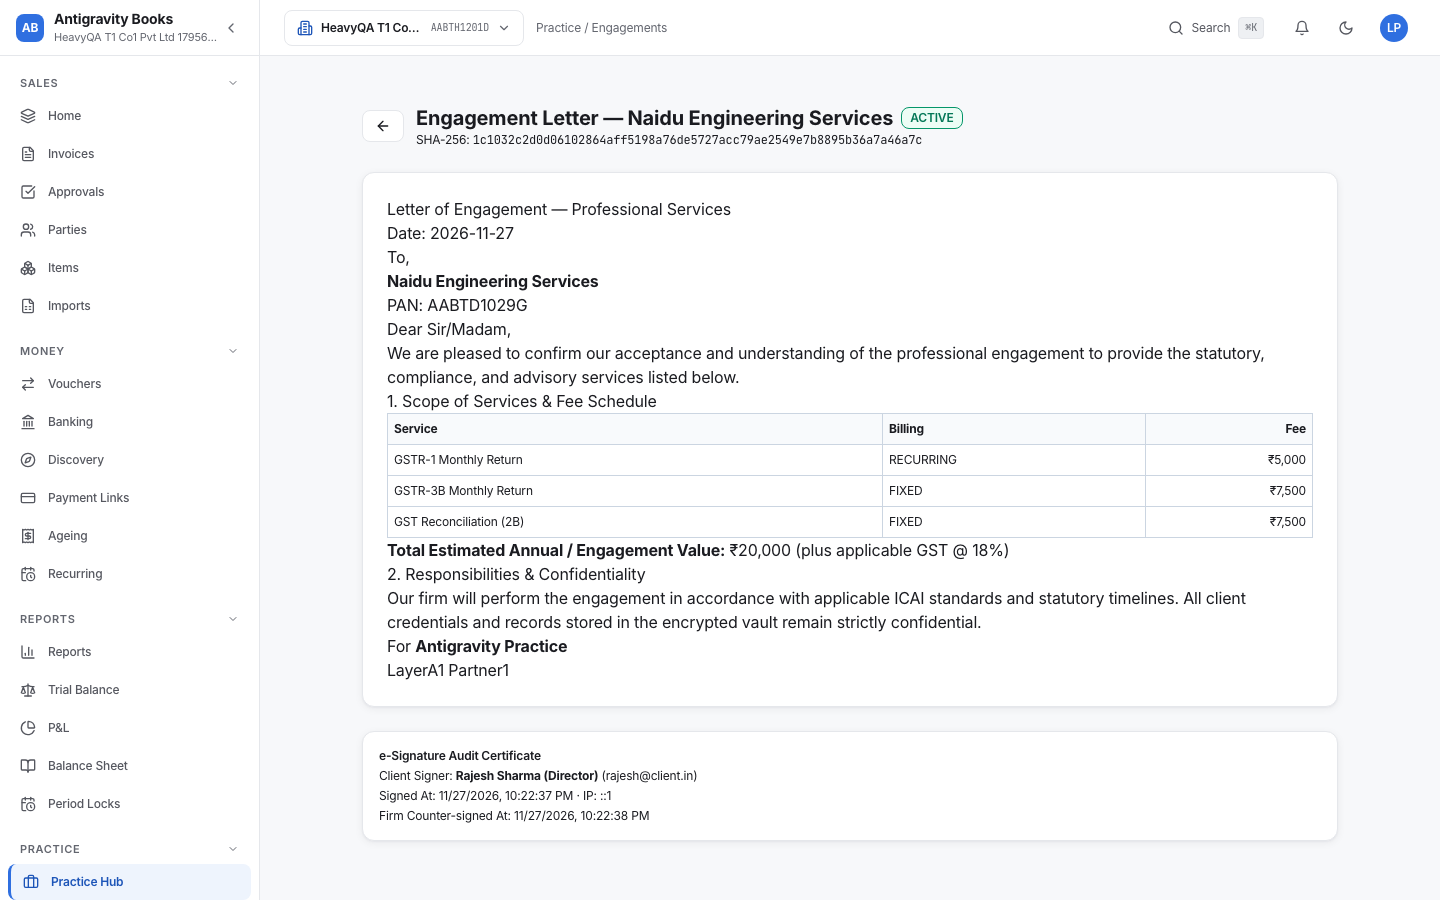 AB
Antigravity Books
HeavyQA T1 Co1 Pvt Ltd 17956...
HeavyQA T1 Co... AABTH1201D
Practice / Engagements
Search ⌘K
LP
SALES
Home
Invoices
Approvals
Parties
Items
Imports
MONEY
Vouchers
Banking
Discovery
Payment Links
Ageing
Recurring
REPORTS
Reports
Trial Balance
P&L
Balance Sheet
Period Locks
PRACTICE
Practice Hub
Engagement Letter — Naidu Engineering Services ACTIVE
SHA-256: 1c1032c2d0d06102864aff5198a76de5727acc79ae2549e7b8895b36a7a46a7c
Letter of Engagement — Professional Services
Date: 2026-11-27
To,
Naidu Engineering Services
PAN: AABTD1029G
Dear Sir/Madam,
We are pleased to confirm our acceptance and understanding of the professional engagement to provide the statutory,
compliance, and advisory services listed below.
1. Scope of Services & Fee Schedule
Service Billing Fee
GSTR-1 Monthly Return RECURRING ₹5,000
GSTR-3B Monthly Return FIXED ₹7,500
GST Reconciliation (2B) FIXED ₹7,500
Total Estimated Annual / Engagement Value: ₹20,000 (plus applicable GST @ 18%)
2. Responsibilities & Confidentiality
Our firm will perform the engagement in accordance with applicable ICAI standards and statutory timelines. All client
credentials and records stored in the encrypted vault remain strictly confidential.
For Antigravity Practice
LayerA1 Partner1
e-Signature Audit Certificate
Client Signer: Rajesh Sharma (Director) (rajesh@client.in)
Signed At: 11/27/2026, 10:22:37 PM · IP: ::1
Firm Counter-signed At: 11/27/2026, 10:22:38 PM